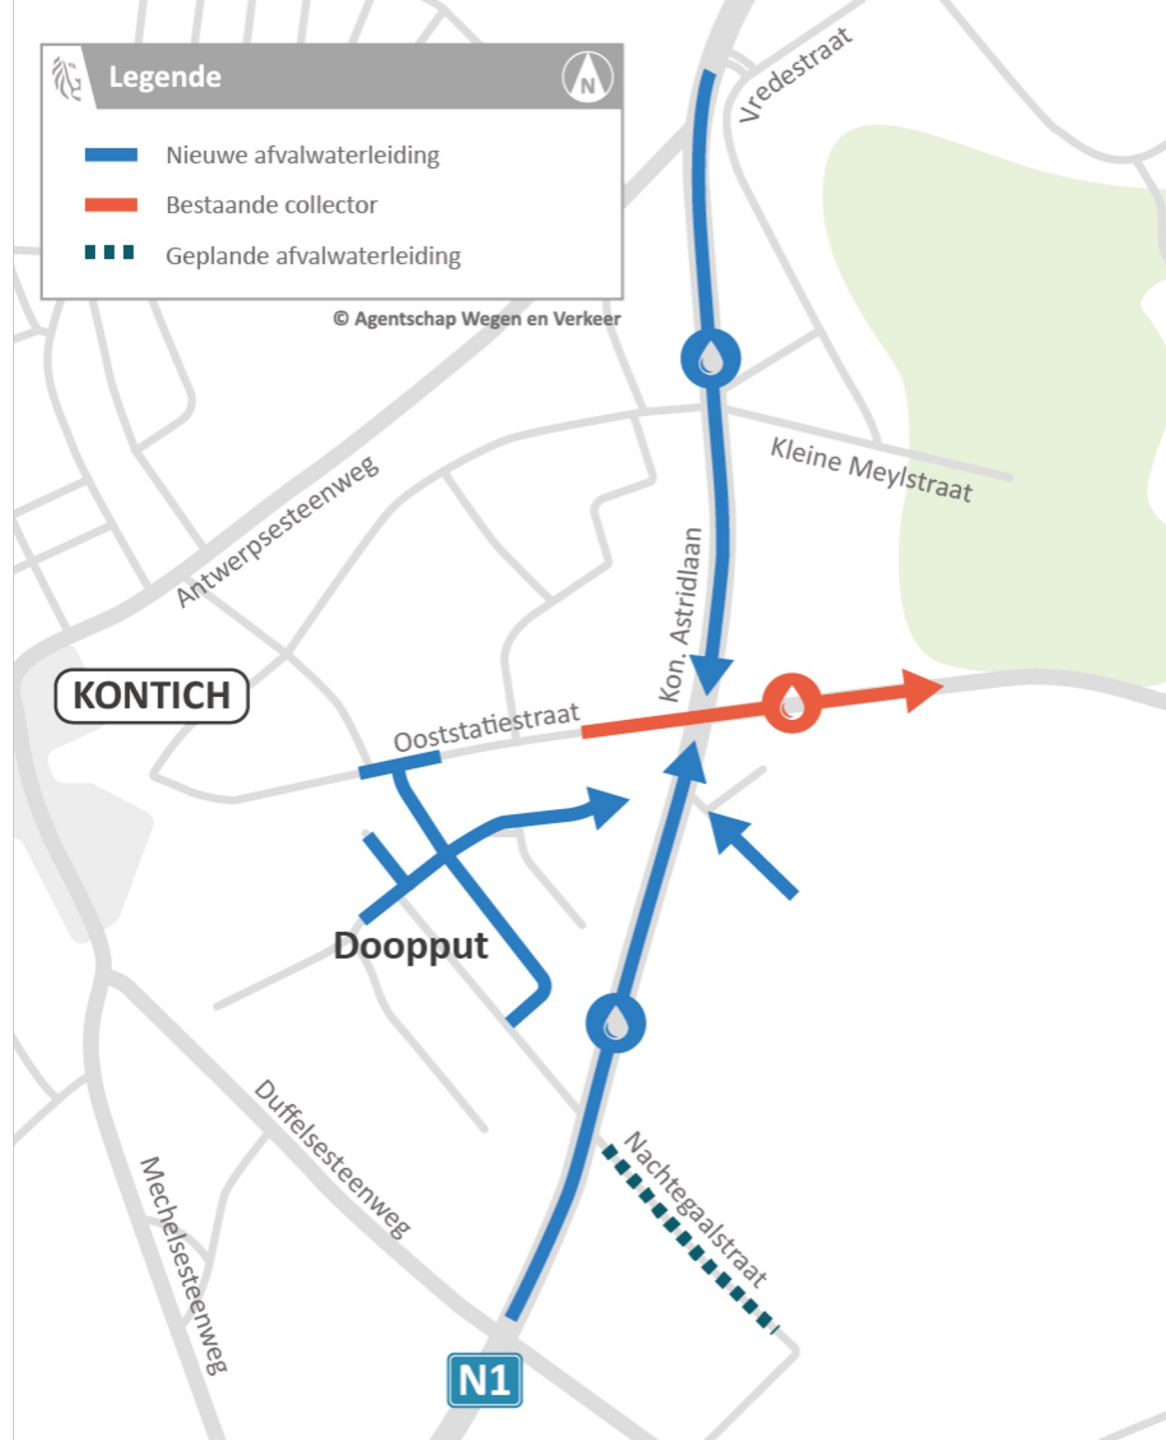 Legende
N
Nieuwe afvalwaterleiding
Bestaande collector
Geplande afvalwaterleiding
© Agentschap Wegen en Verkeer
Vredestraat
Kleine Meylstraat
Antwerpsesteenweg
Kon. Astridlaan
KONTICH
Ooststatiestraat
Doopput
Duffelsesteenweg
Nachtegaalstraat
Mechelsesteenweg
N1